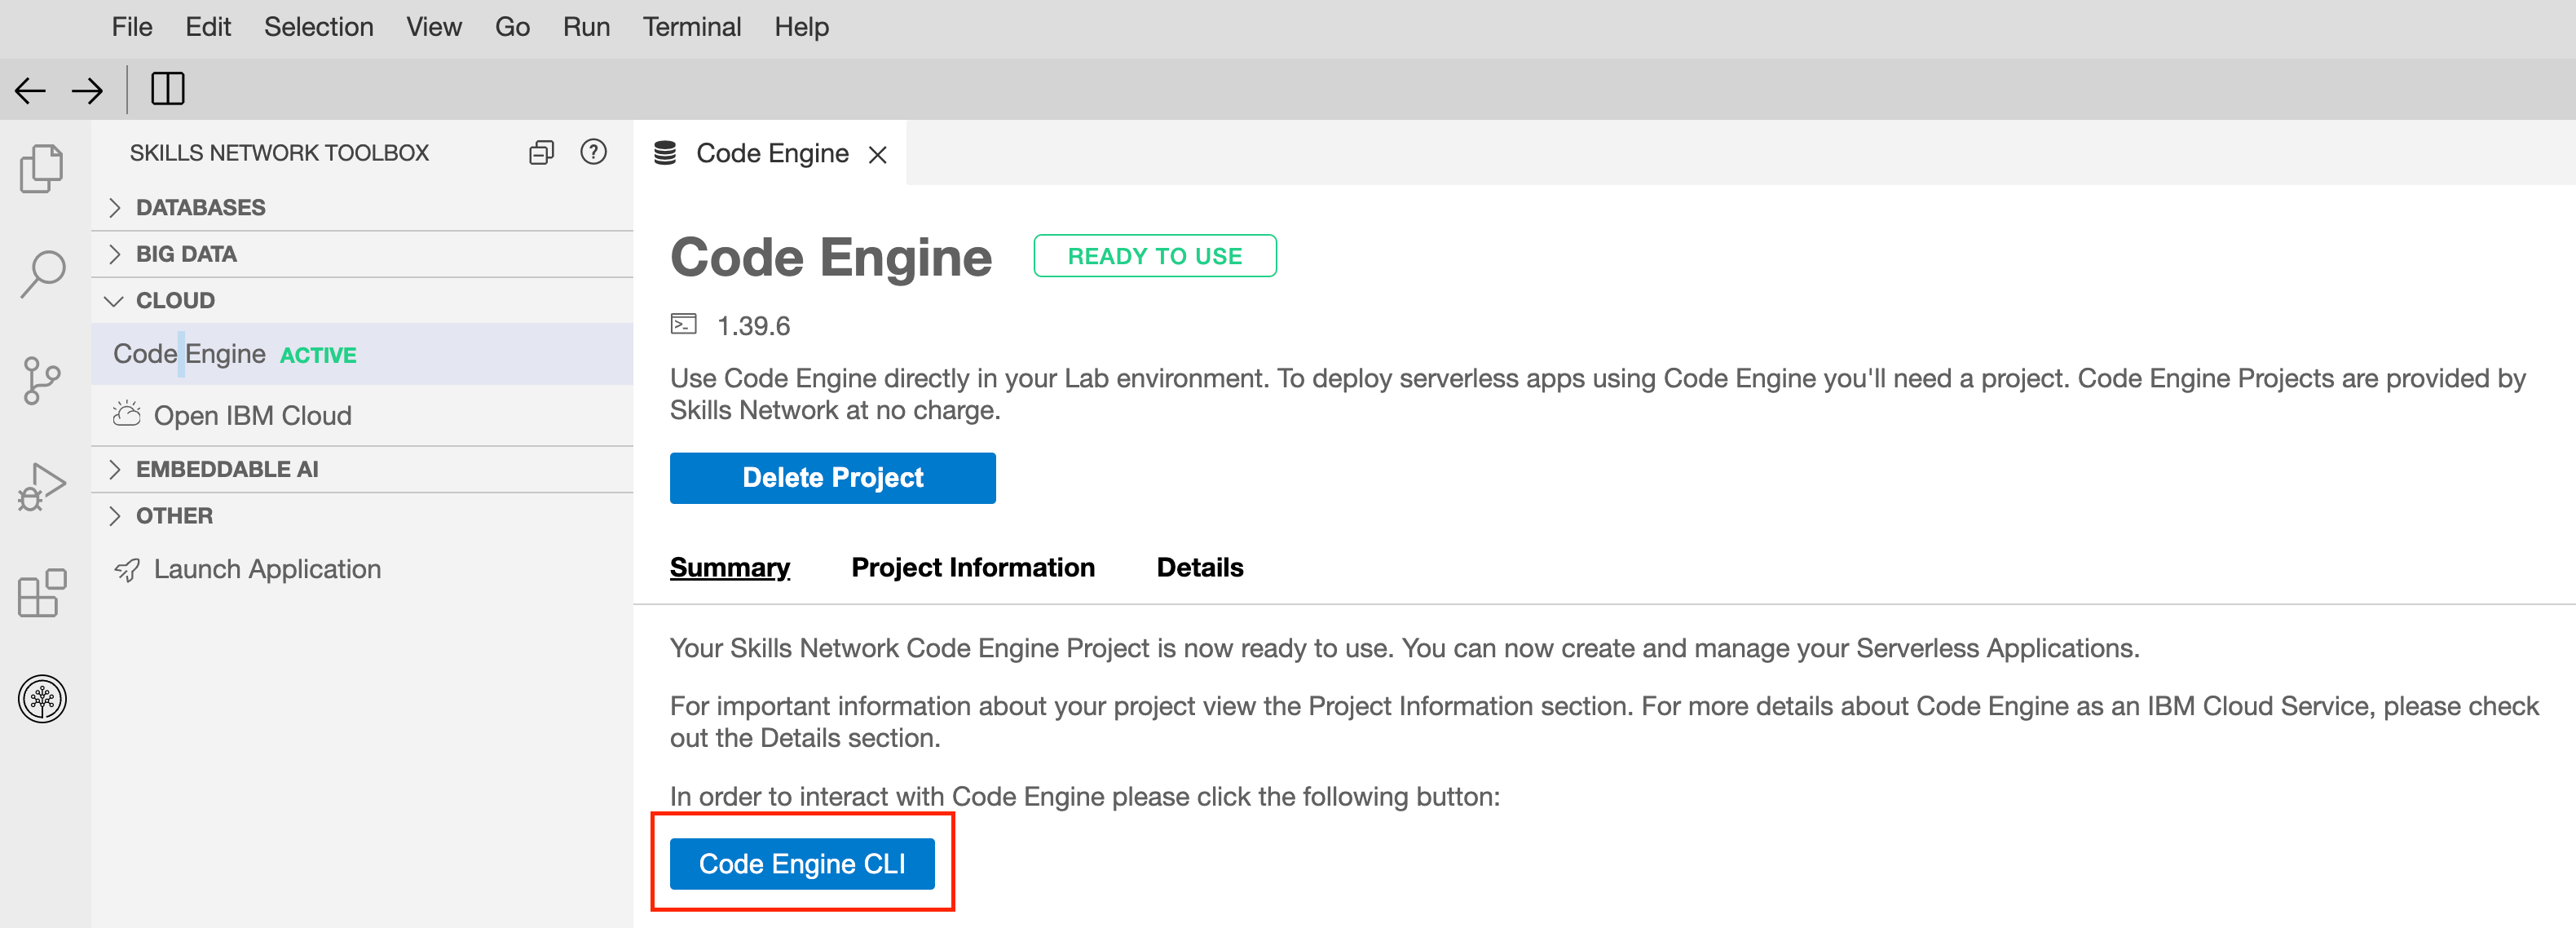 File Edit Selection View Go Run Terminal Help
SKILLS NETWORK TOOLBOX
DATABASES
BIG DATA
CLOUD
Code Engine ACTIVE
Open IBM Cloud
EMBEDDABLE AI
OTHER
Launch Application
Code Engine
Code Engine READY TO USE
1.39.6
Use Code Engine directly in your Lab environment. To deploy serverless apps using Code Engine you'll need a project. Code Engine Projects are provided by
Skills Network at no charge.
Delete Project
Summary Project Information Details
Your Skills Network Code Engine Project is now ready to use. You can now create and manage your Serverless Applications.
For important information about your project view the Project Information section. For more details about Code Engine as an IBM Cloud Service, please check
out the Details section.
In order to interact with Code Engine please click the following button:
Code Engine CLI